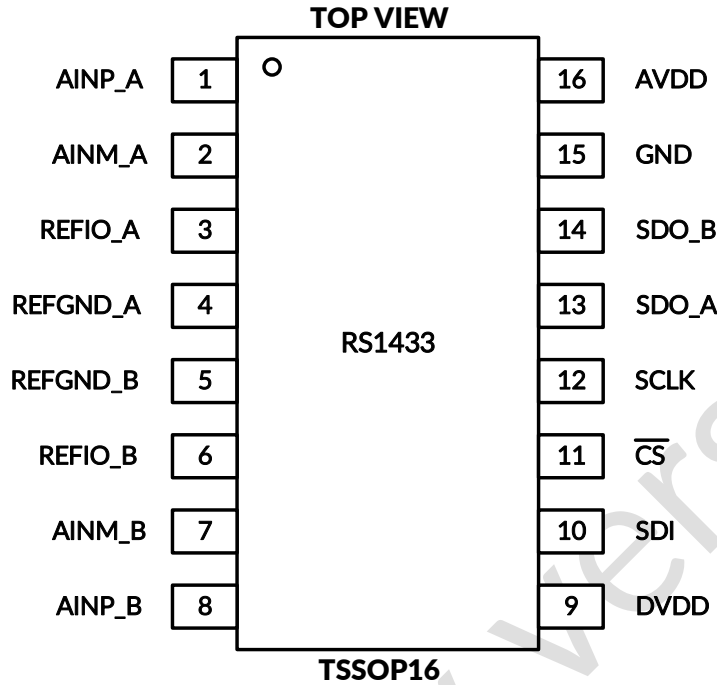 TOP VIEW
AINP_A 1 16 AVDD
AINM_A 2 15 GND
REFIO_A 3 14 SDO_B
REFGND_A 4 13 SDO_A
RS1433
REFGND_B 5 12 SCLK
REFIO_B 6 11 C̅S̅
AINM_B 7 10 SDI
AINP_B 8 9 DVDD
TSSOP16